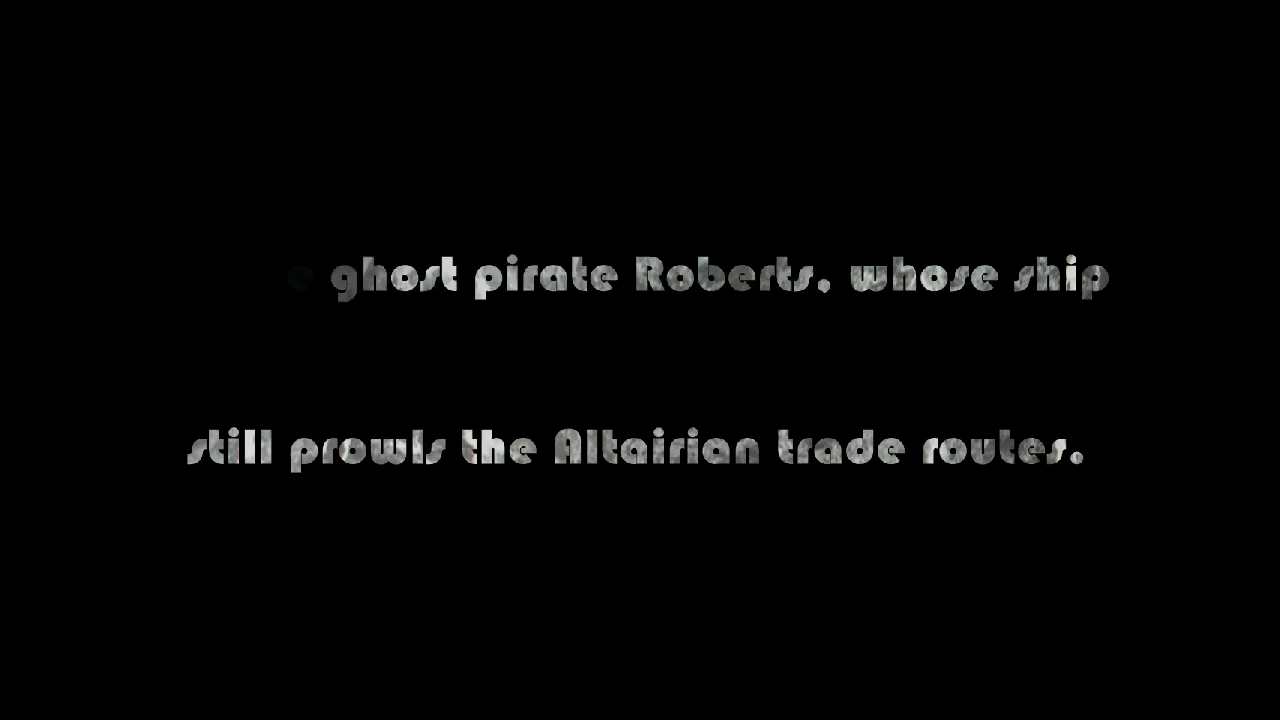 ghost pirate Roberts, whose ship
still prowls the Altairian trade routes.